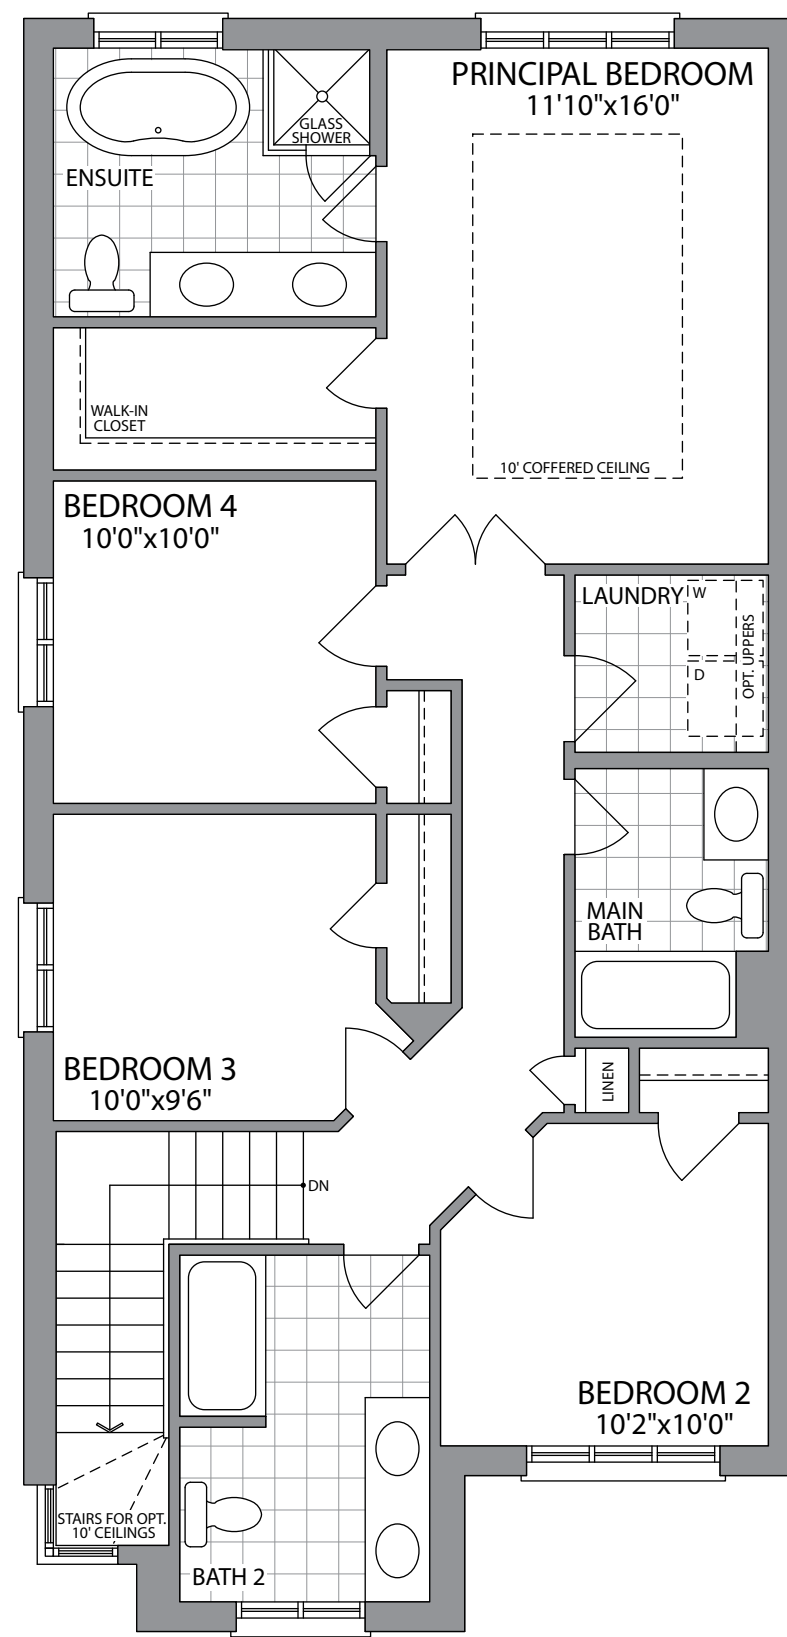 PRINCIPAL BEDROOM
11'10"x16'0"
GLASS
SHOWER
ENSUITE
WALK-IN
CLOSET
10' COFFERED CEILING
BEDROOM 4
10'0"x10'0"
LAUNDRY
W
D
OPT. UPPERS
MAIN
BATH
BEDROOM 3
10'0"x9'6"
LINEN
DN
BEDROOM 2
10'2"x10'0"
STAIRS FOR OPT.
10' CEILINGS
BATH 2